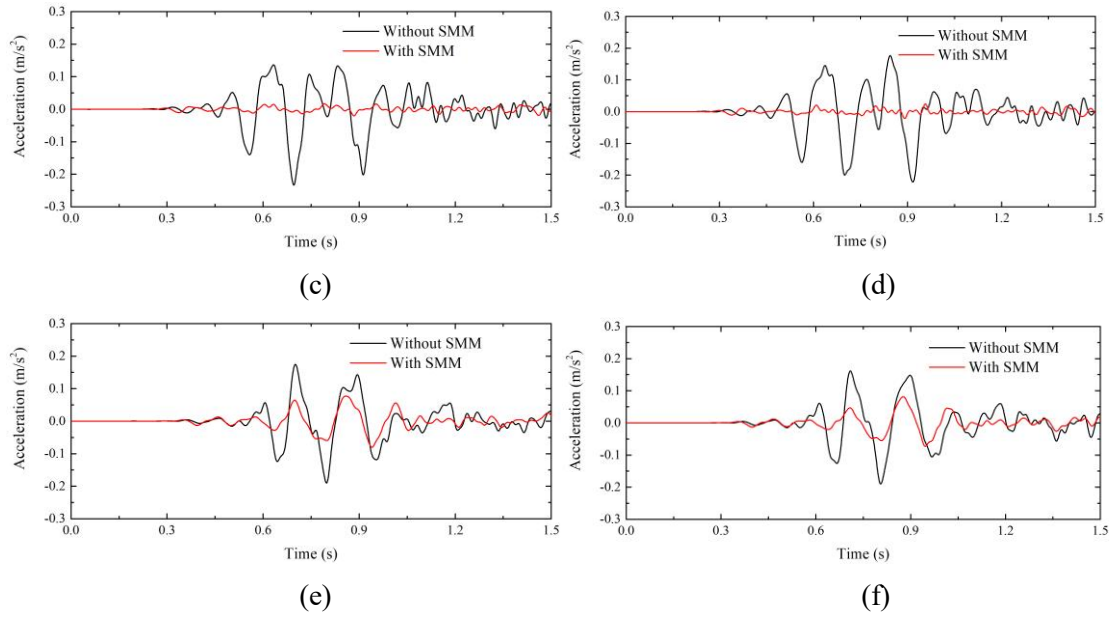 Without SMM
With SMM
Acceleration (m/s²)
0.3
0.2
0.1
0.0
-0.1
-0.2
-0.3
0.0 0.3 0.6 0.9 1.2 1.5
Time (s)
(c)
Without SMM
With SMM
Acceleration (m/s²)
0.3
0.2
0.1
0.0
-0.1
-0.2
-0.3
0.0 0.3 0.6 0.9 1.2 1.5
Time (s)
(d)
Without SMM
With SMM
Acceleration (m/s²)
0.3
0.2
0.1
0.0
-0.1
-0.2
-0.3
0.0 0.3 0.6 0.9 1.2 1.5
Time (s)
(e)
Without SMM
With SMM
Acceleration (m/s²)
0.3
0.2
0.1
0.0
-0.1
-0.2
-0.3
0.0 0.3 0.6 0.9 1.2 1.5
Time (s)
(f)